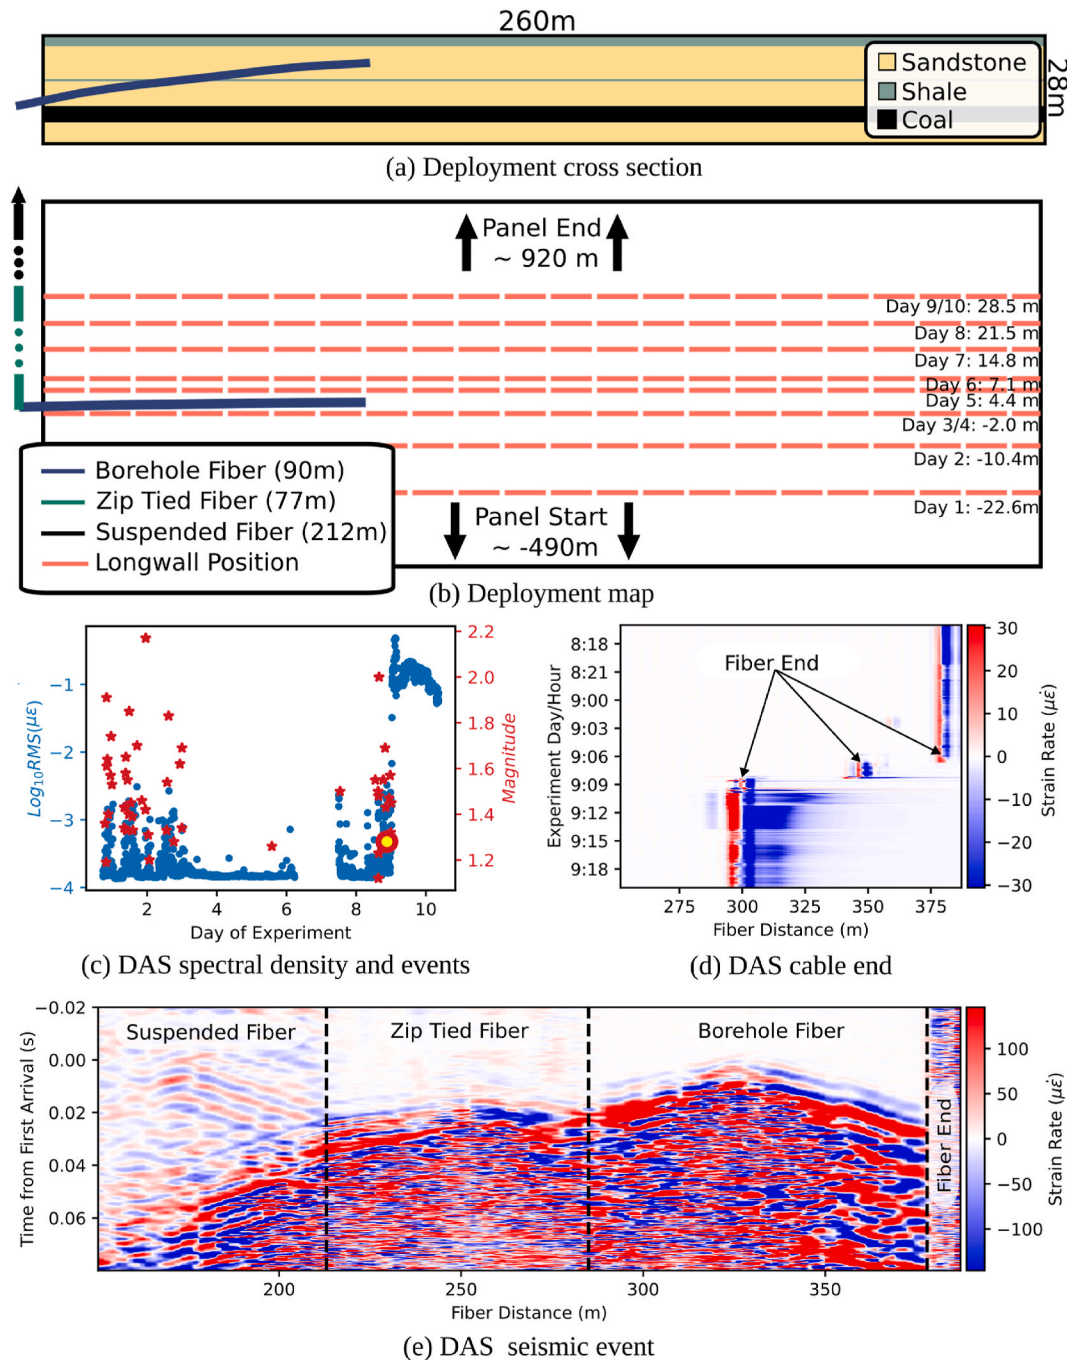 260m
Sandstone
Shale
Coal
28m
(a) Deployment cross section
Panel End
~ 920 m
Day 9/10: 28.5 m
Day 8: 21.5 m
Day 7: 14.8 m
Day 6: 7.1 m
Day 5: 4.4 m
Day 3/4: -2.0 m
Day 2: -10.4m
Day 1: -22.6m
Borehole Fiber (90m)
Zip Tied Fiber (77m)
Suspended Fiber (212m)
Longwall Position
Panel Start
~ -490m
(b) Deployment map
Log₁₀RMS(με)
−1
−2
−3
−4
2 4 6 8 10
Day of Experiment
2.2
2.0
1.8
1.6
1.4
1.2
Magnitude
(c) DAS spectral density and events
Experiment Day/Hour
8:18
8:21
9:00
9:03
9:06
9:09
9:12
9:15
9:18
Fiber End
275 300 325 350 375
Fiber Distance (m)
30
20
10
0
−10
−20
−30
Strain Rate (με̇)
(d) DAS cable end
Time from First Arrival (s)
−0.02
0.00
0.02
0.04
0.06
Suspended Fiber
Zip Tied Fiber
Borehole Fiber
Fiber End
200 250 300 350
Fiber Distance (m)
100
50
0
−50
−100
Strain Rate (με̇)
(e) DAS seismic event